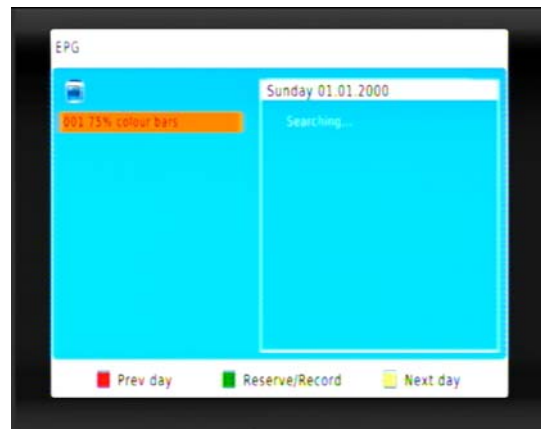 EPG
Sunday 01.01.2000
001 75% colour bars
Searching...
Prev day
Reserve/Record
Next day